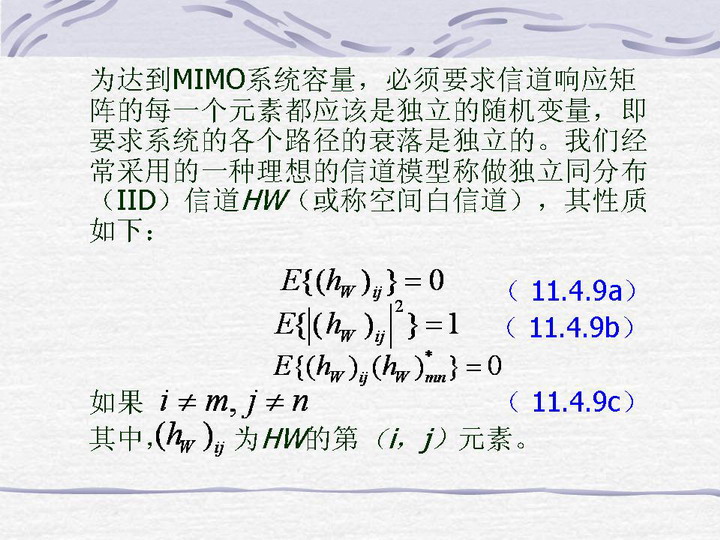 为达到MIMO系统容量，必须要求信道响应矩
阵的每一个元素都应该是独立的随机变量，即
要求系统的各个路径的衰落是独立的。我们经
常采用的一种理想的信道模型称做独立同分布
（IID）信道HW（或称空间白信道），其性质
如下：
E{(h_W)_{ij}} = 0 （ 11.4.9a）
E{|(h_W)_{ij}|^2} = 1 （ 11.4.9b）
E{(h_W)_{ij}(h_W)_{mn}^*} = 0
如果 i ≠ m, j ≠ n （ 11.4.9c）
其中，(h_W)_{ij} 为HW的第（i，j）元素。